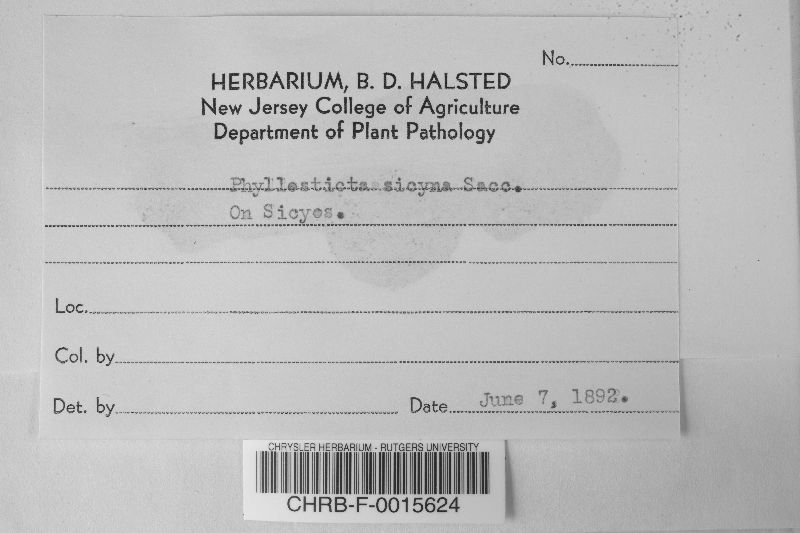 No.
HERBARIUM, B. D. HALSTED
New Jersey College of Agriculture
Department of Plant Pathology
Phyllosticta sicyna Sacc.
On Sicyos.
Loc.
Col. by
Det. by Date June 7, 1892.
CHRYSLER HERBARIUM - RUTGERS UNIVERSITY
CHRB-F-0015624